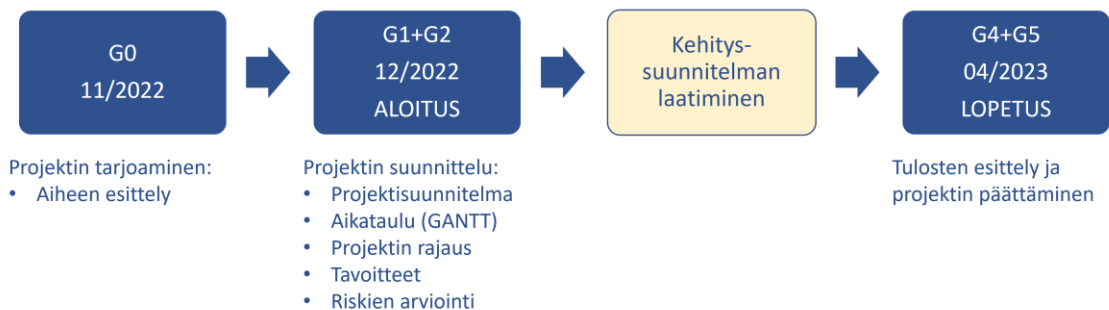 G0
11/2022
G1+G2
12/2022
ALOITUS
Kehitys-
suunnitelman
laatiminen
G4+G5
04/2023
LOPETUS
Projektin tarjoaminen:
• Aiheen esittely
Projektin suunnittelu:
• Projektisuunnitelma
• Aikataulu (GANTT)
• Projektin rajaus
• Tavoitteet
• Riskien arviointi
Tulosten esittely ja
projektin päättäminen